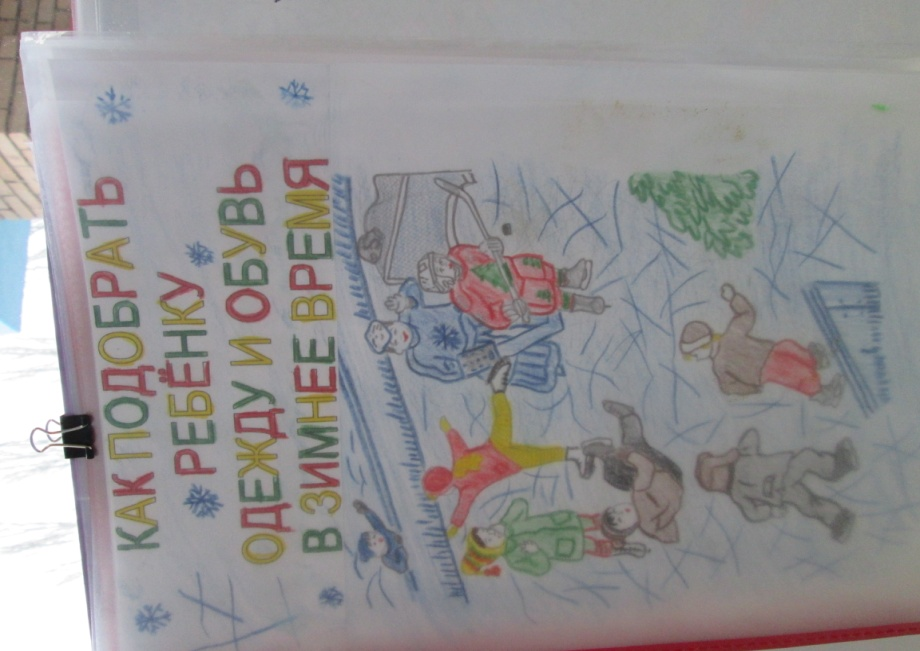 КАК ПОДОБРАТЬ
РЕБЁНКУ
ОДЕЖДУ И ОБУВЬ
В ЗИМНЕЕ ВРЕМЯ